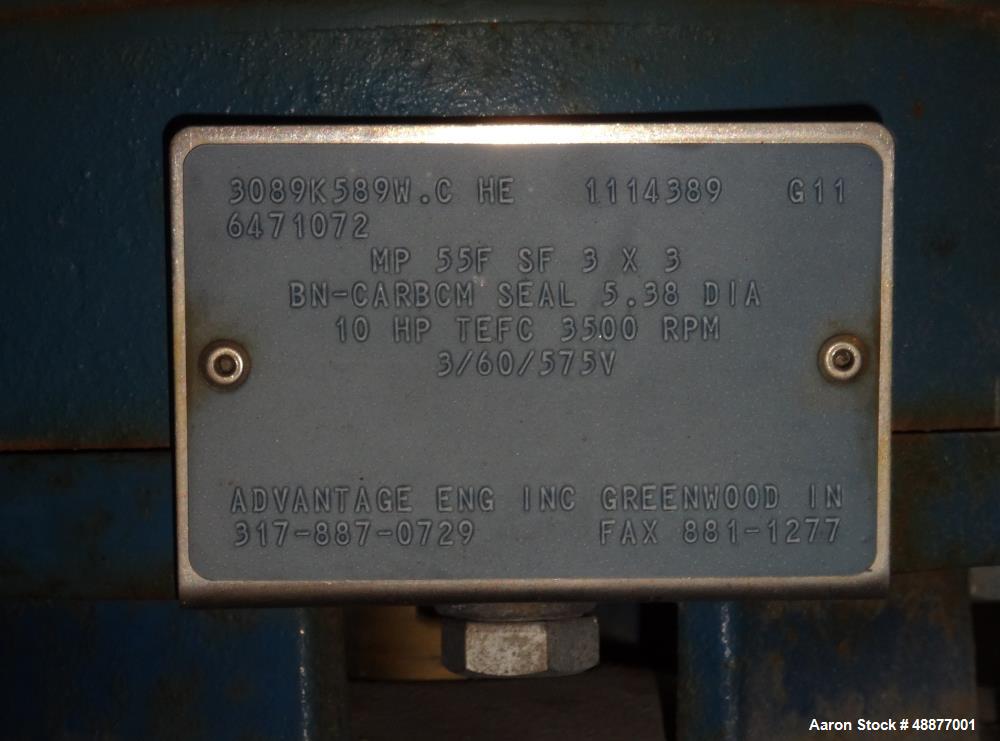 3089K589W.C HE 1114389 G11
6471072
MP 55F SF 3 X 3
BN-CARBCM SEAL 5.38 DIA
10 HP TEFC 3500 RPM
3/60/575V
ADVANTAGE ENG INC GREENWOOD IN
317-887-0729 FAX 881-1277
Aaron Stock # 48877001